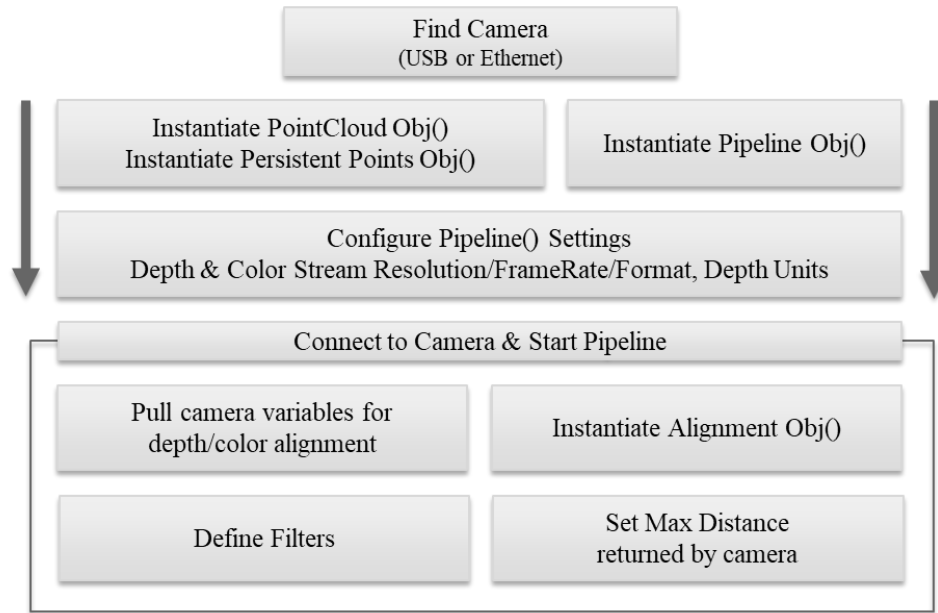 Find Camera
(USB or Ethernet)
Instantiate PointCloud Obj()
Instantiate Persistent Points Obj()
Instantiate Pipeline Obj()
Configure Pipeline() Settings
Depth & Color Stream Resolution/FrameRate/Format, Depth Units
Connect to Camera & Start Pipeline
Pull camera variables for
depth/color alignment
Instantiate Alignment Obj()
Define Filters
Set Max Distance
returned by camera